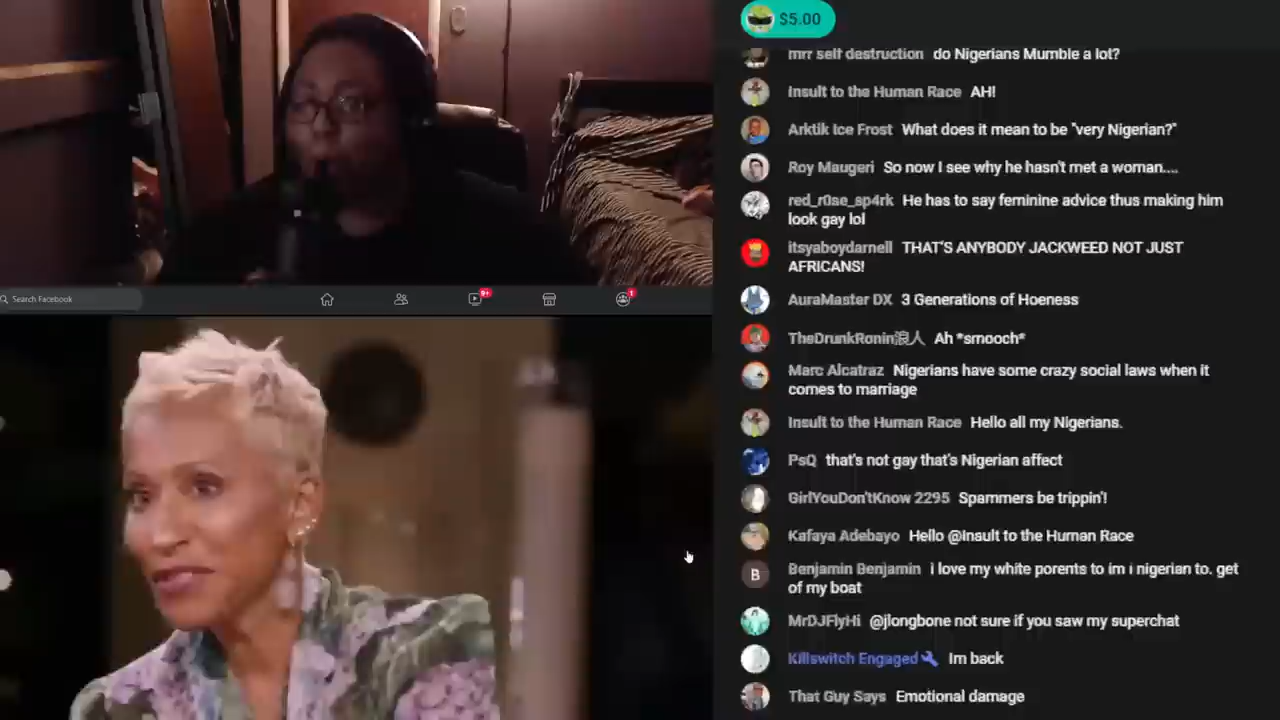 $5.00
mrr self destruction do Nigerians Mumble a lot?
Insult to the Human Race AH!
Arktik Ice Frost What does it mean to be "very Nigerian?"
Roy Maugeri So now I see why he hasn't met a woman....
red_r0se_sp4rk He has to say feminine advice thus making him
look gay lol
itsyaboydarnell THAT'S ANYBODY JACKWEED NOT JUST
AFRICANS!
AuraMaster DX 3 Generations of Hoeness
TheDrunkRonin浪人 Ah *smooch*
Marc Alcatraz Nigerians have some crazy social laws when it
comes to marriage
Insult to the Human Race Hello all my Nigerians.
PsQ that's not gay that's Nigerian affect
GirlYouDon'tKnow 2295 Spammers be trippin'!
Kafaya Adebayo Hello @Insult to the Human Race
B Benjamin Benjamin i love my white porents to im i nigerian to. get
of my boat
MrDJFlyHi @jlongbone not sure if you saw my superchat
Killswitch Engaged Im back
That Guy Says Emotional damage
Search Facebook
9+
1